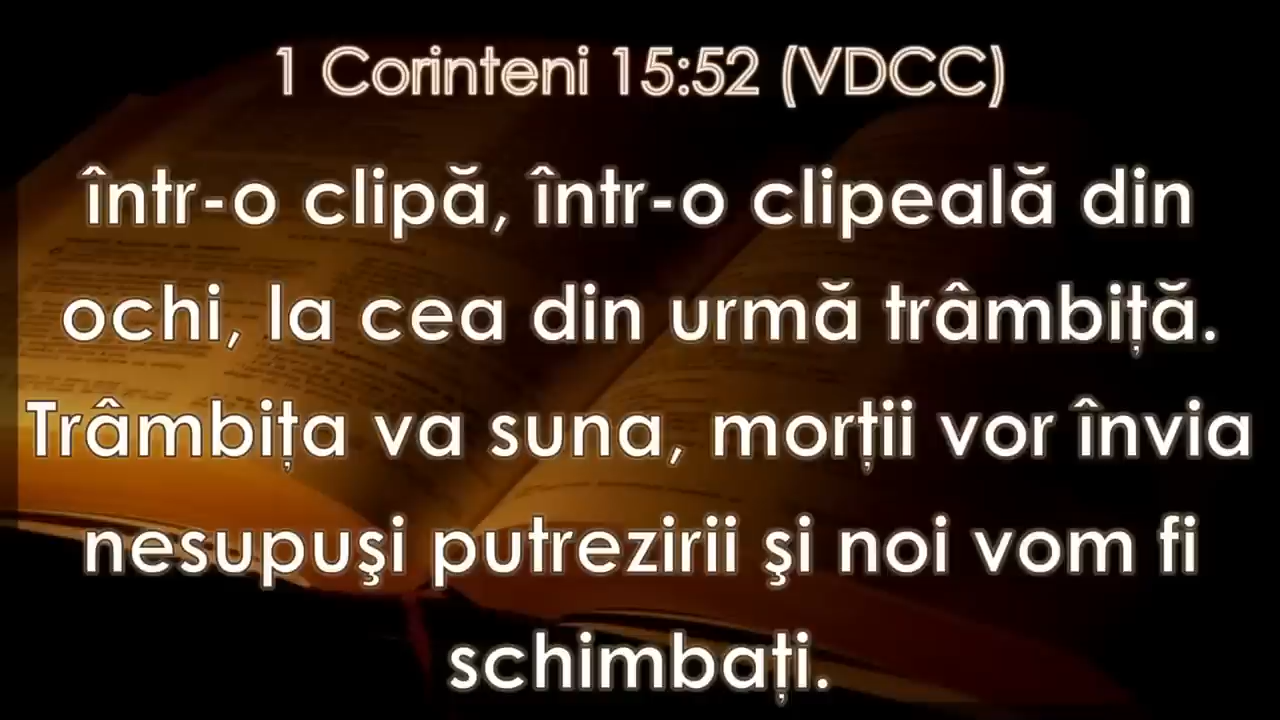 1 Corinteni 15:52 (VDCC)
într-o clipă, într-o clipeală din
ochi, la cea din urmă trâmbiță.
Trâmbița va suna, morții vor învia
nesupuşi putrezirii şi noi vom fi
schimbați.